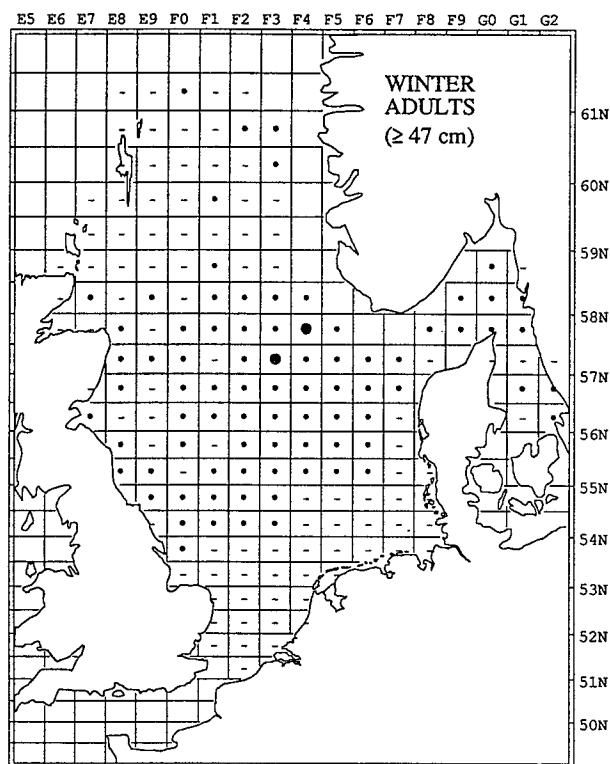 E5 E6 E7 E8 E9 F0 F1 F2 F3 F4 F5 F6 F7 F8 F9 G0 G1 G2
WINTER
ADULTS
(≥ 47 cm)
61N
60N
59N
58N
57N
56N
55N
54N
53N
52N
51N
50N